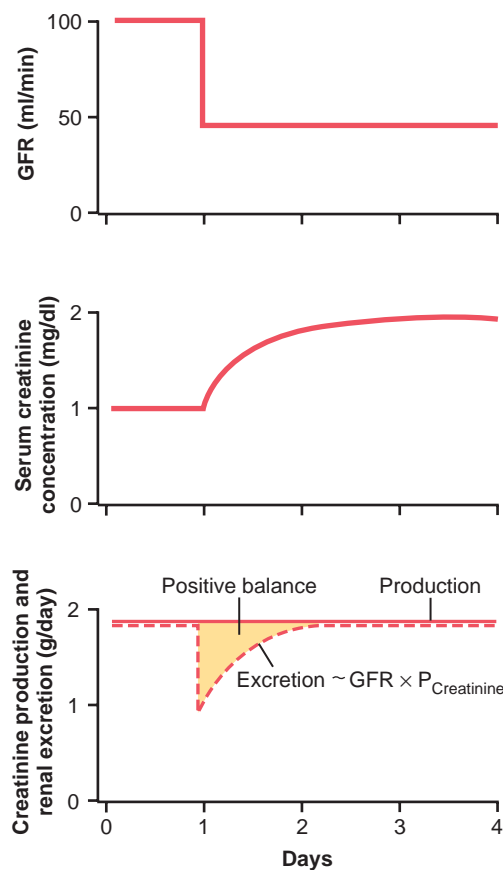 100
50
0
GFR (ml/min)
2
1
0
Serum creatinine
concentration (mg/dl)
Positive balance
Production
2
Excretion ~ GFR × P_Creatinine
1
0
Creatinine production and
renal excretion (g/day)
0 1 2 3 4
Days